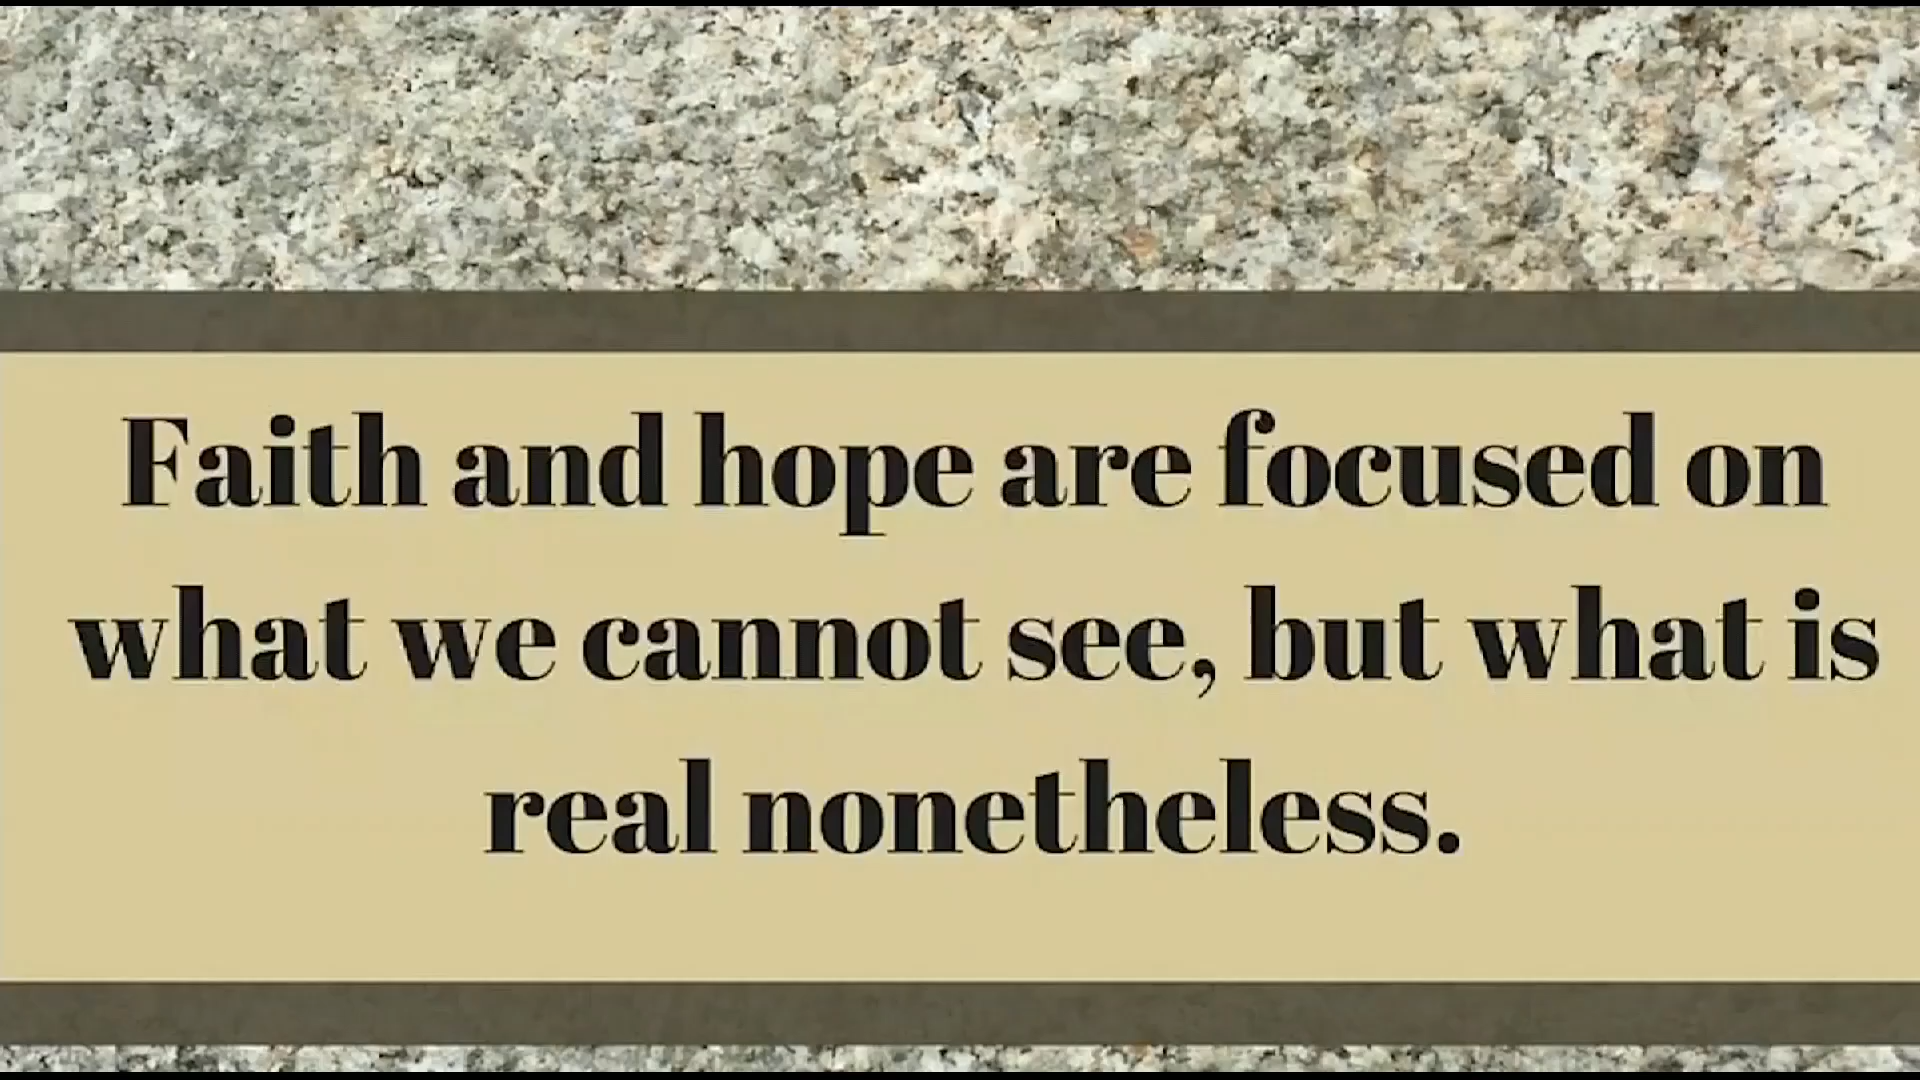 Faith and hope are focused on
what we cannot see, but what is
real nonetheless.